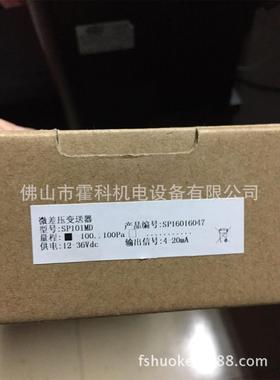 佛山市霍科机电设备有限公司
微差压变送器
型号:SP101MD 产品编号:SP16016047
量程:■ 100...100Pa □ ...........
供电:12 36Vdc 输出信号:4 20mA
fshuoke@1688.com